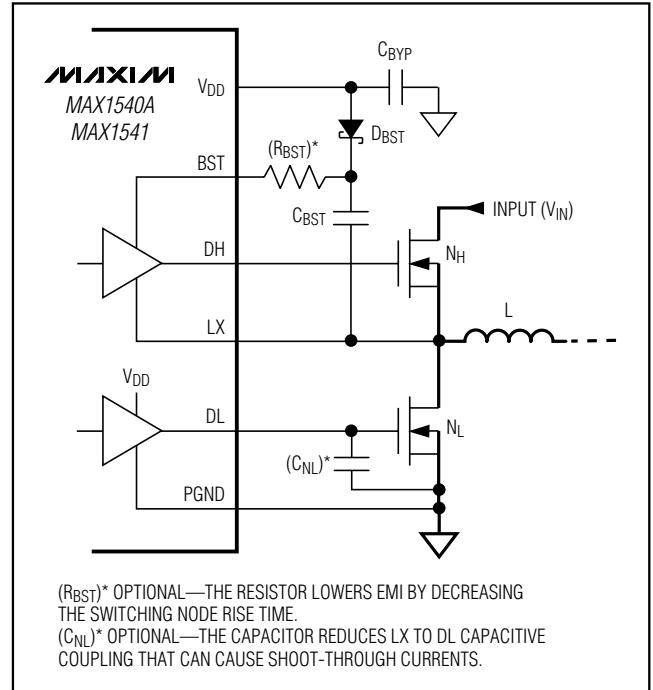 MAXIM
MAX1540A
MAX1541
VDD
CBYP
DBST
(RBST)*
BST
CBST
INPUT (VIN)
DH
NH
L
LX
VDD
DL
NL
(CNL)*
PGND
(RBST)* OPTIONAL—THE RESISTOR LOWERS EMI BY DECREASING
THE SWITCHING NODE RISE TIME.
(CNL)* OPTIONAL—THE CAPACITOR REDUCES LX TO DL CAPACITIVE
COUPLING THAT CAN CAUSE SHOOT-THROUGH CURRENTS.